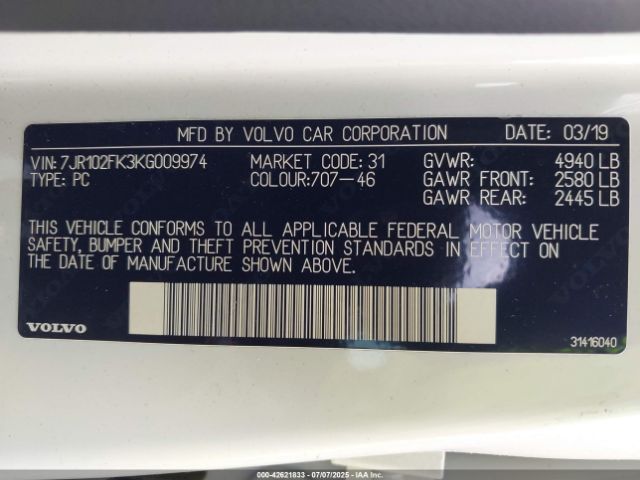 MFD BY VOLVO CAR CORPORATION DATE: 03/19
VIN: 7JR102FK3KG009974 MARKET CODE: 31 GVWR: 4940 LB
TYPE: PC COLOUR:707-46 GAWR FRONT: 2580 LB
GAWR REAR: 2445 LB
THIS VEHICLE CONFORMS TO ALL APPLICABLE FEDERAL MOTOR VEHICLE
SAFETY, BUMPER AND THEFT PREVENTION STANDARDS IN EFFECT ON
THE DATE OF MANUFACTURE SHOWN ABOVE.
VOLVO
31416040
000-42621833 - 07/07/2025 - IAA, Inc.